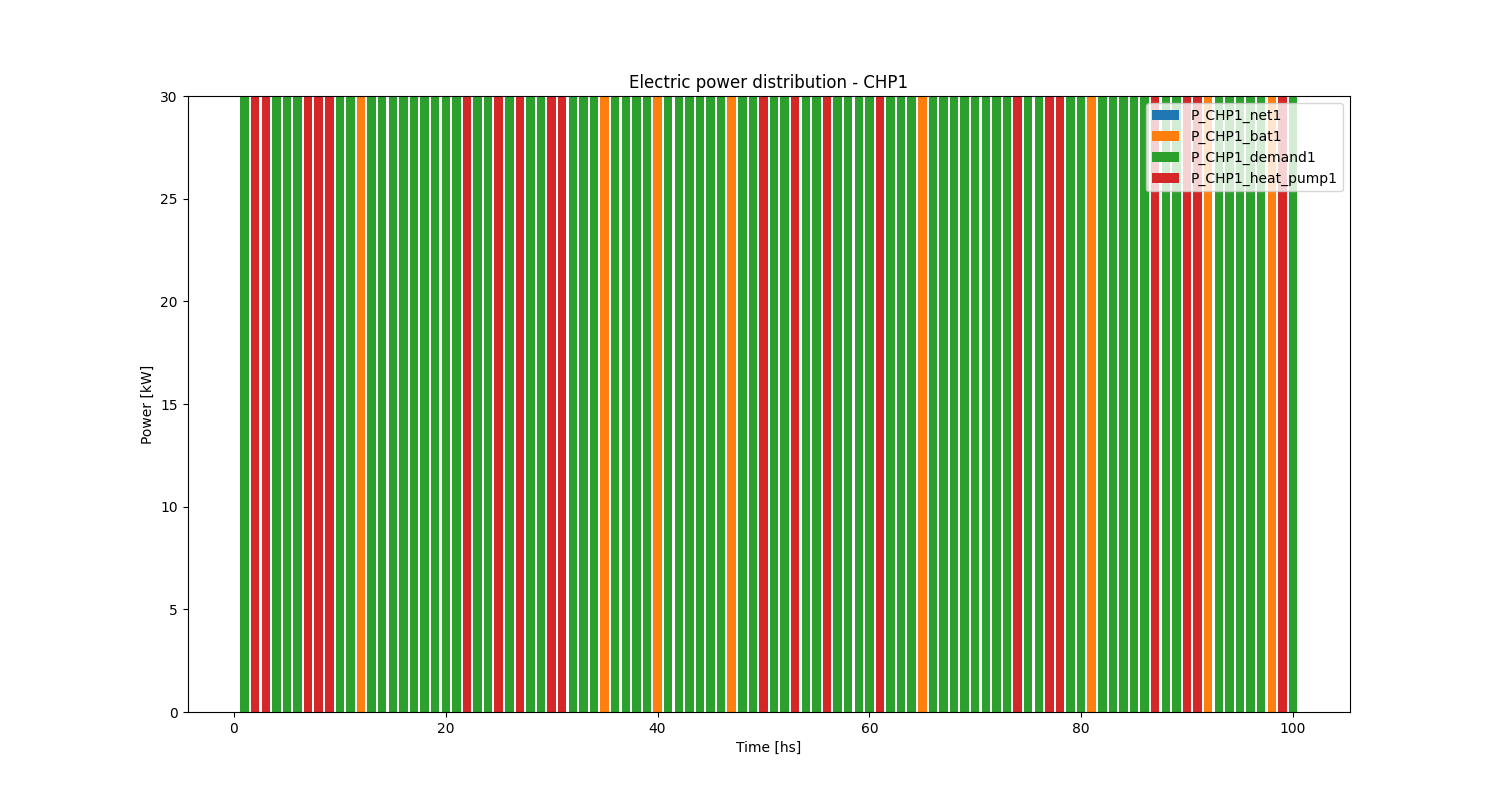 Electric power distribution - CHP1
30
25
20
15
10
5
0
Power [kW]
P_CHP1_net1
P_CHP1_bat1
P_CHP1_demand1
P_CHP1_heat_pump1
0 20 40 60 80 100
Time [hs]